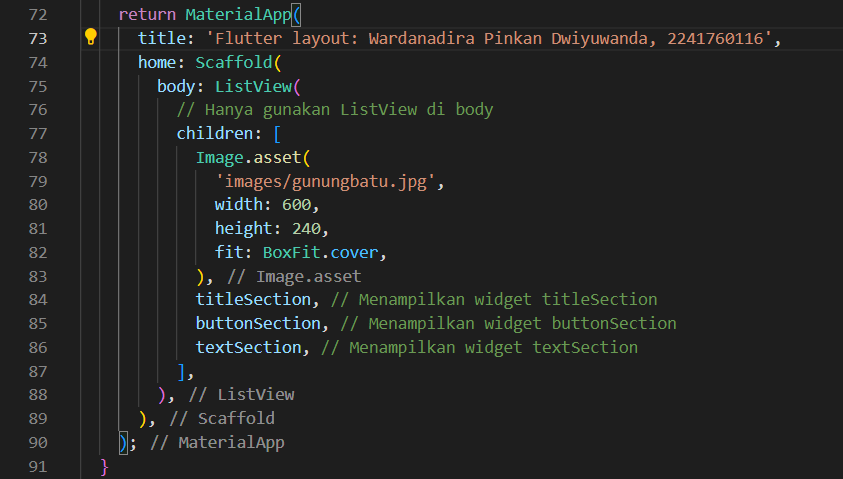 72 return MaterialApp(
73 title: 'Flutter layout: Wardanadira Pinkan Dwiyuwanda, 2241760116',
74 home: Scaffold(
75 body: ListView(
76 // Hanya gunakan ListView di body
77 children: [
78 Image.asset(
79 'images/gunungbatu.jpg',
80 width: 600,
81 height: 240,
82 fit: BoxFit.cover,
83 ), // Image.asset
84 titleSection, // Menampilkan widget titleSection
85 buttonSection, // Menampilkan widget buttonSection
86 textSection, // Menampilkan widget textSection
87 ],
88 ), // ListView
89 ), // Scaffold
90 ); // MaterialApp
91 }